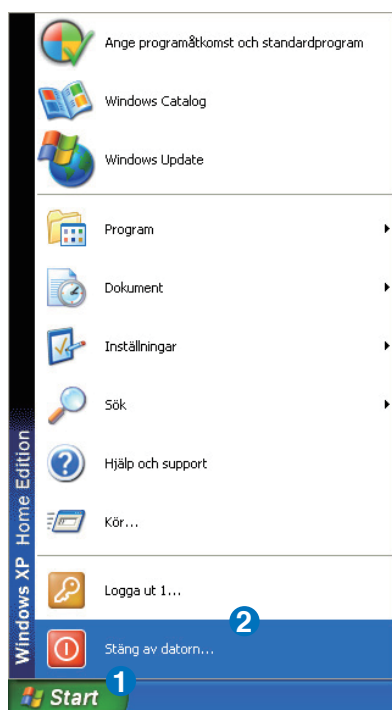 Ange programåtkomst och standardprogram
Windows Catalog
Windows Update
Program
Dokument
Inställningar
Sök
Hjälp och support
Kör...
Logga ut 1...
2
Stäng av datorn...
Windows XP Home Edition
1
Start